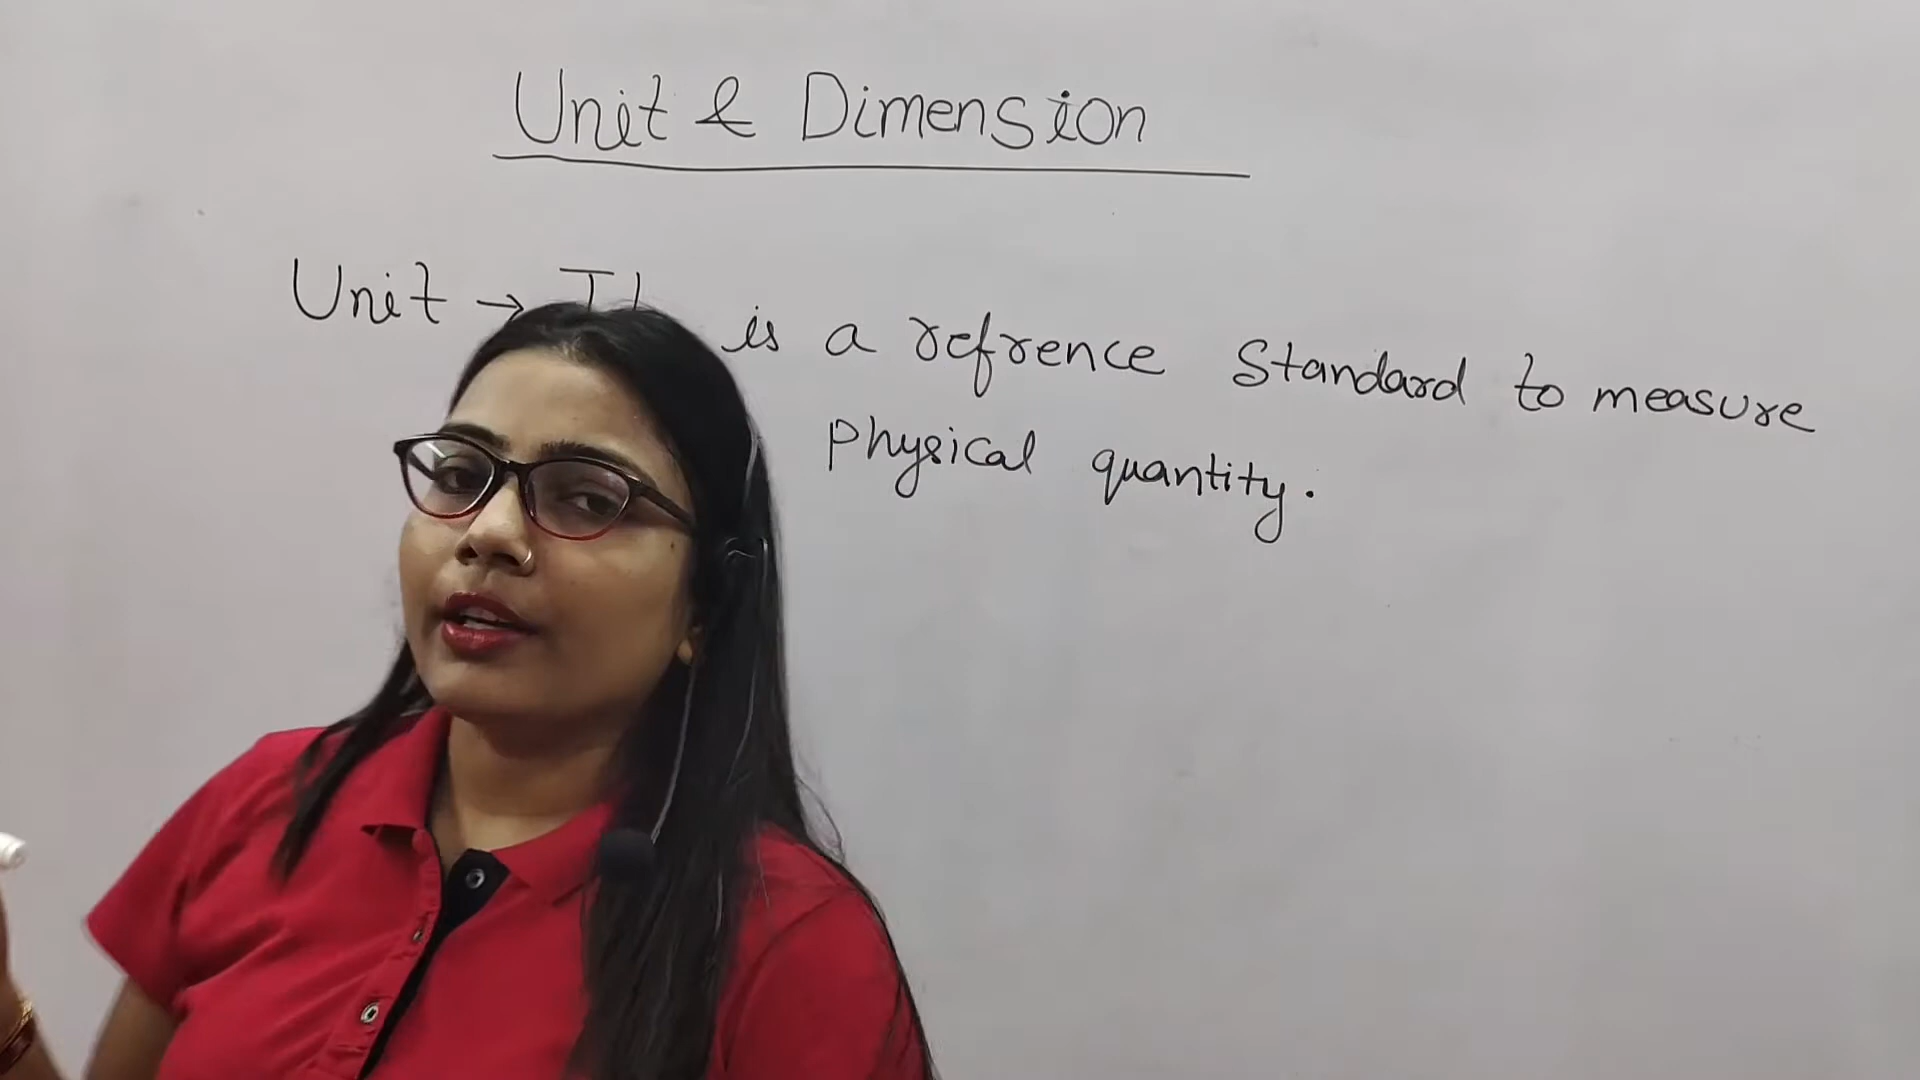 Unit & Dimension
Unit → is a refrence Standard to measure
physical quantity.